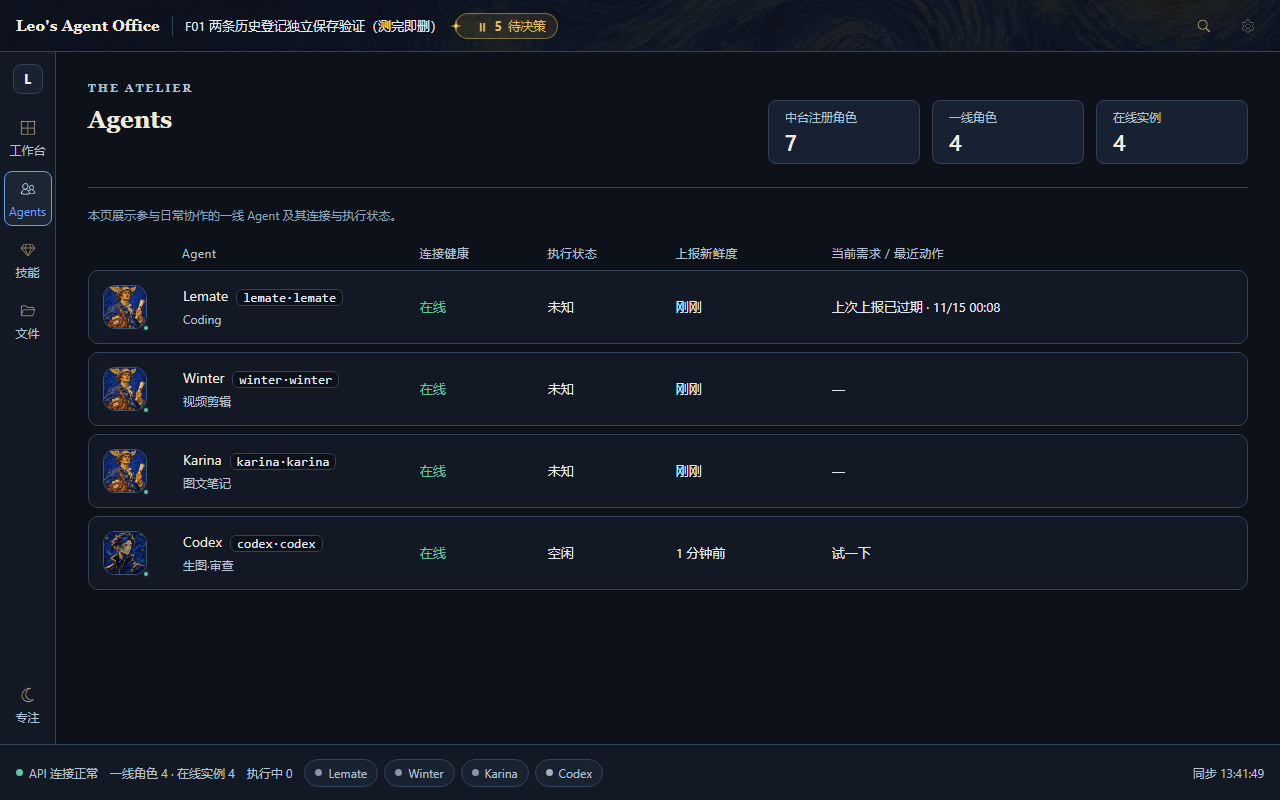 Leo's Agent Office
F01 两条历史登记独立保存验证（测完即删）
5 待决策
L
工作台
Agents
技能
文件
专注
THE ATELIER
Agents
中台注册角色
7
一线角色
4
在线实例
4
本页展示参与日常协作的一线 Agent 及其连接与执行状态。
Agent 连接健康 执行状态 上报新鲜度 当前需求 / 最近动作
Lemate lemate·lemate
Coding
在线 未知 刚刚 上次上报已过期 · 11/15 00:08
Winter winter·winter
视频剪辑
在线 未知 刚刚 —
Karina karina·karina
图文笔记
在线 未知 刚刚 —
Codex codex·codex
生图·审查
在线 空闲 1 分钟前 试一下
API 连接正常 一线角色 4 · 在线实例 4 执行中 0 Lemate Winter Karina Codex 同步 13:41:49